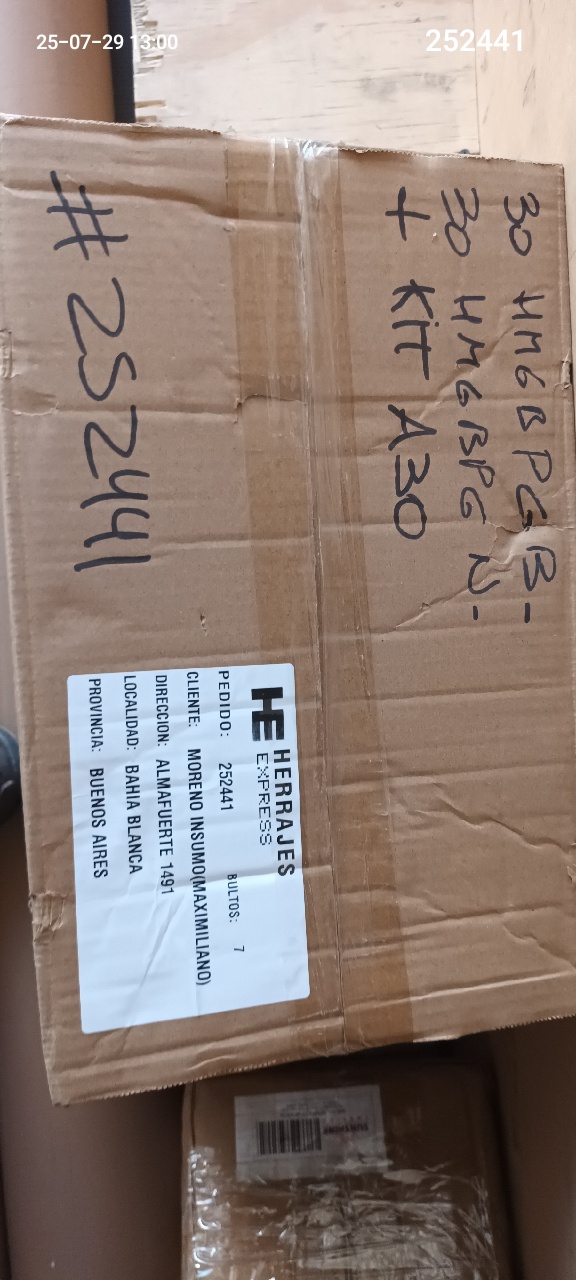 25-07-29 13:00
252441
30 HMGBPGB-
30 HMGBPG N-
+ KIT A30
#252441
HE HERRAJES
EXPRESS
PEDIDO: 252441 BULTOS: 7
CLIENTE: MORENO INSUMO(MAXIMILIANO)
DIRECCION: ALMAFUERTE 1491
LOCALIDAD: BAHIA BLANCA
PROVINCIA: BUENOS AIRES